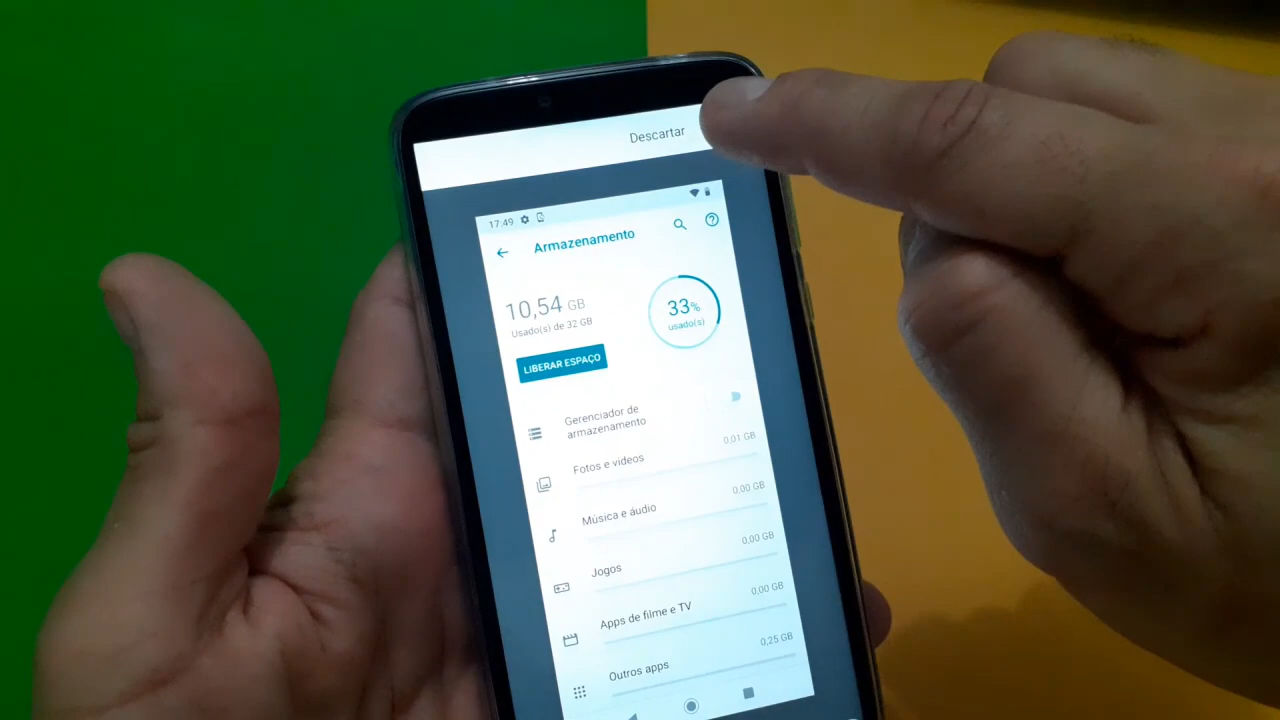 Descartar
17:49
Armazenamento
10,54 GB
Usado(s) de 32 GB
33%
usado(s)
LIBERAR ESPAÇO
Gerenciador de
armazenamento
Fotos e vídeos 0,01 GB
Música e áudio 0,00 GB
Jogos 0,00 GB
Apps de filme e TV 0,00 GB
Outros apps 0,25 GB